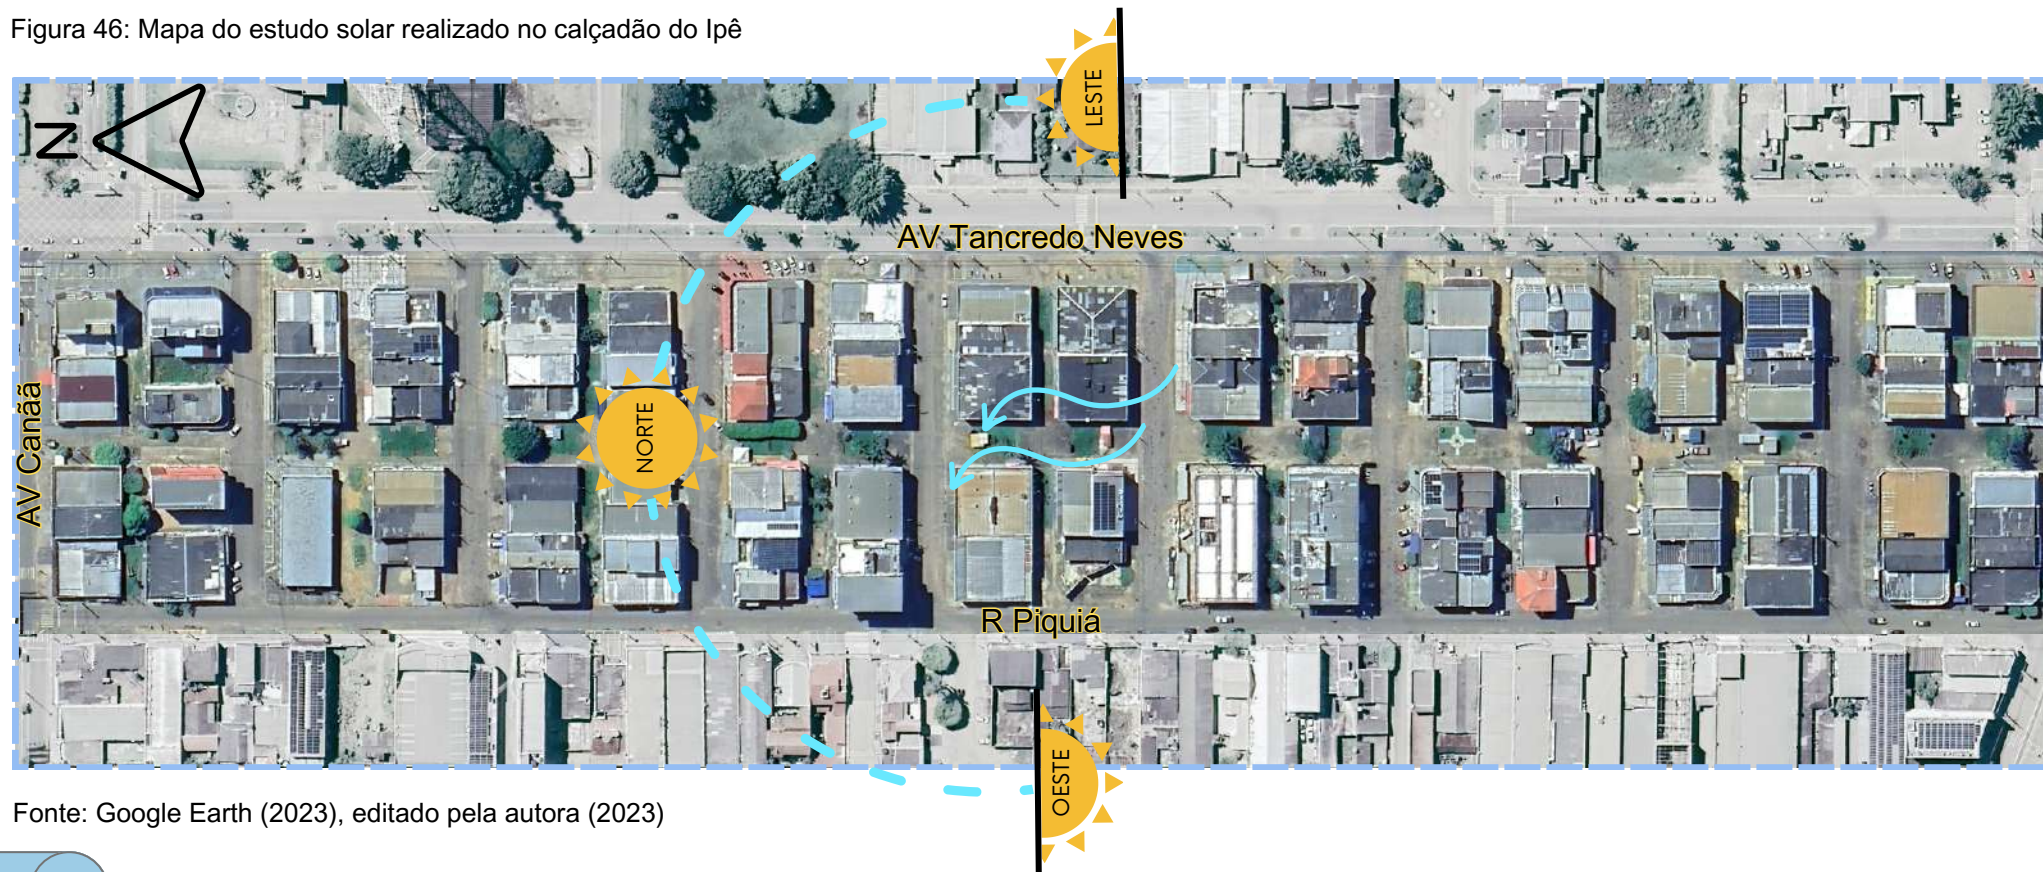 Figura 46: Mapa do estudo solar realizado no calçadão do Ipê
LESTE
N
AV Tancredo Neves
AV Canãã
NORTE
R Piquiá
OESTE
Fonte: Google Earth (2023), editado pela autora (2023)